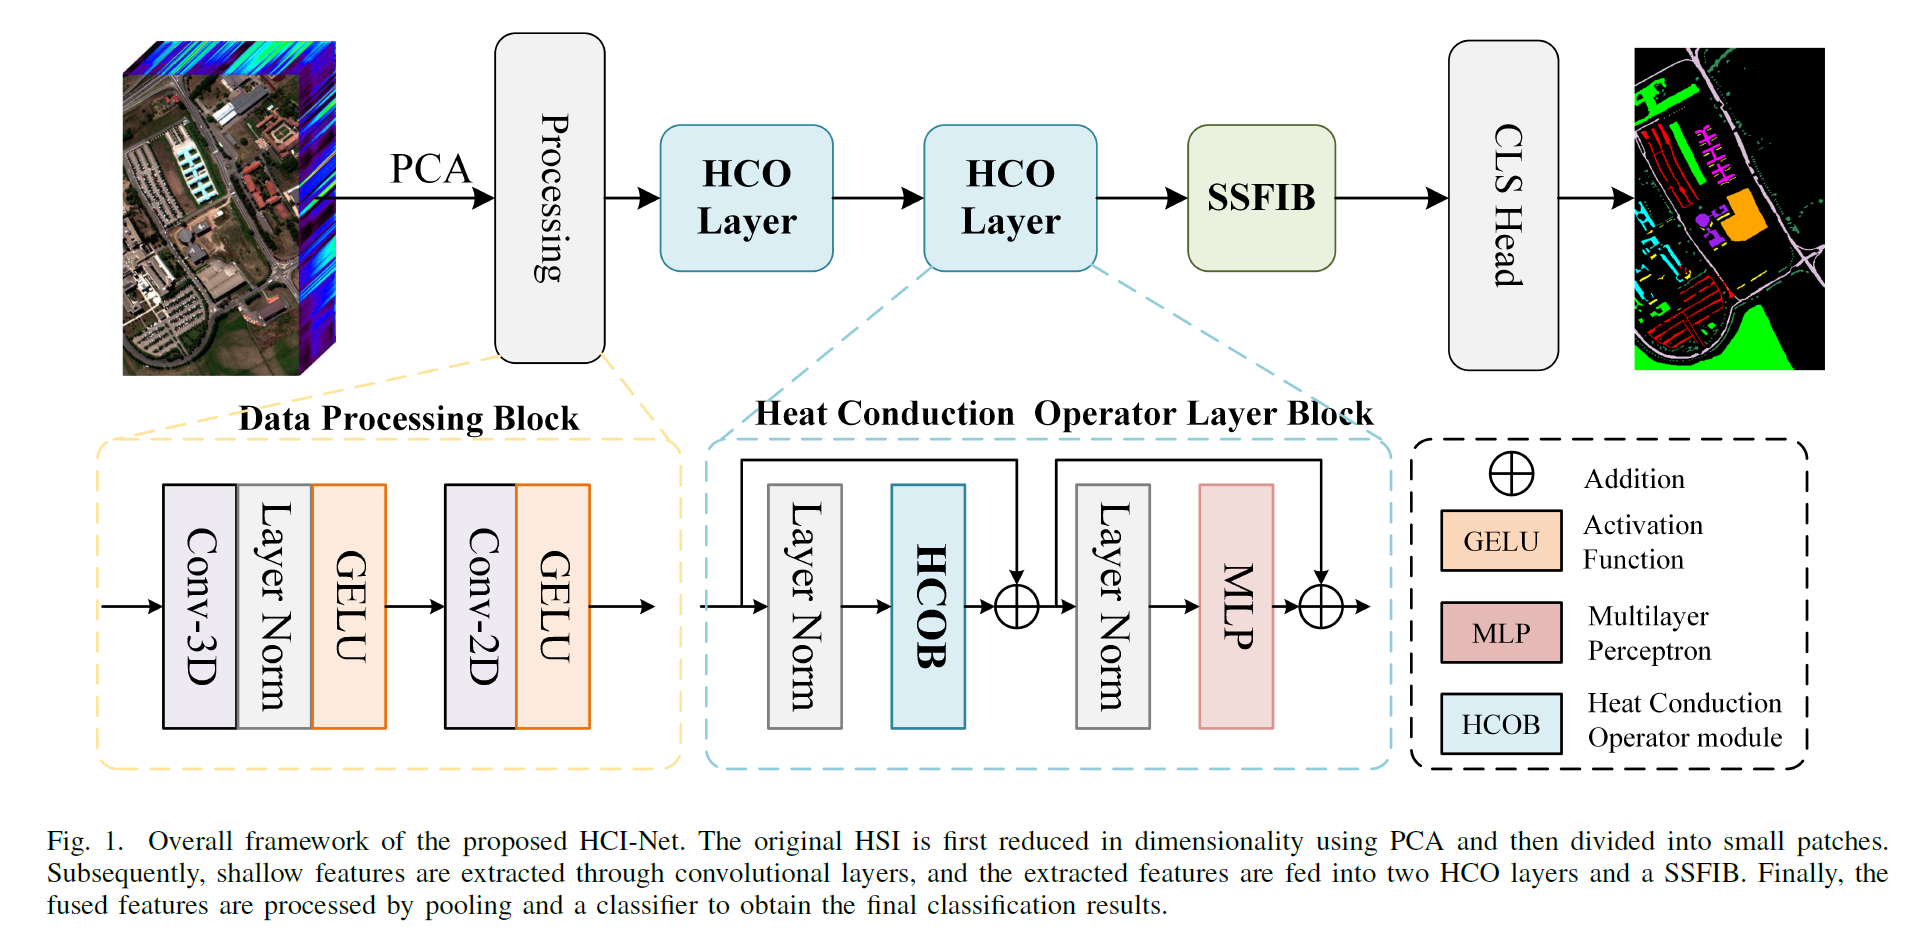 PCA
Processing
HCO
Layer
HCO
Layer
SSFIB
CLS Head
Data Processing Block
Conv-3D
Layer Norm
GELU
Conv-2D
GELU
Heat Conduction Operator Layer Block
Layer Norm
HCOB
Layer Norm
MLP
Addition
GELU
Activation
Function
MLP
Multilayer
Perceptron
HCOB
Heat Conduction
Operator module
Fig. 1. Overall framework of the proposed HCI-Net. The original HSI is first reduced in dimensionality using PCA and then divided into small patches.
Subsequently, shallow features are extracted through convolutional layers, and the extracted features are fed into two HCO layers and a SSFIB. Finally, the
fused features are processed by pooling and a classifier to obtain the final classification results.